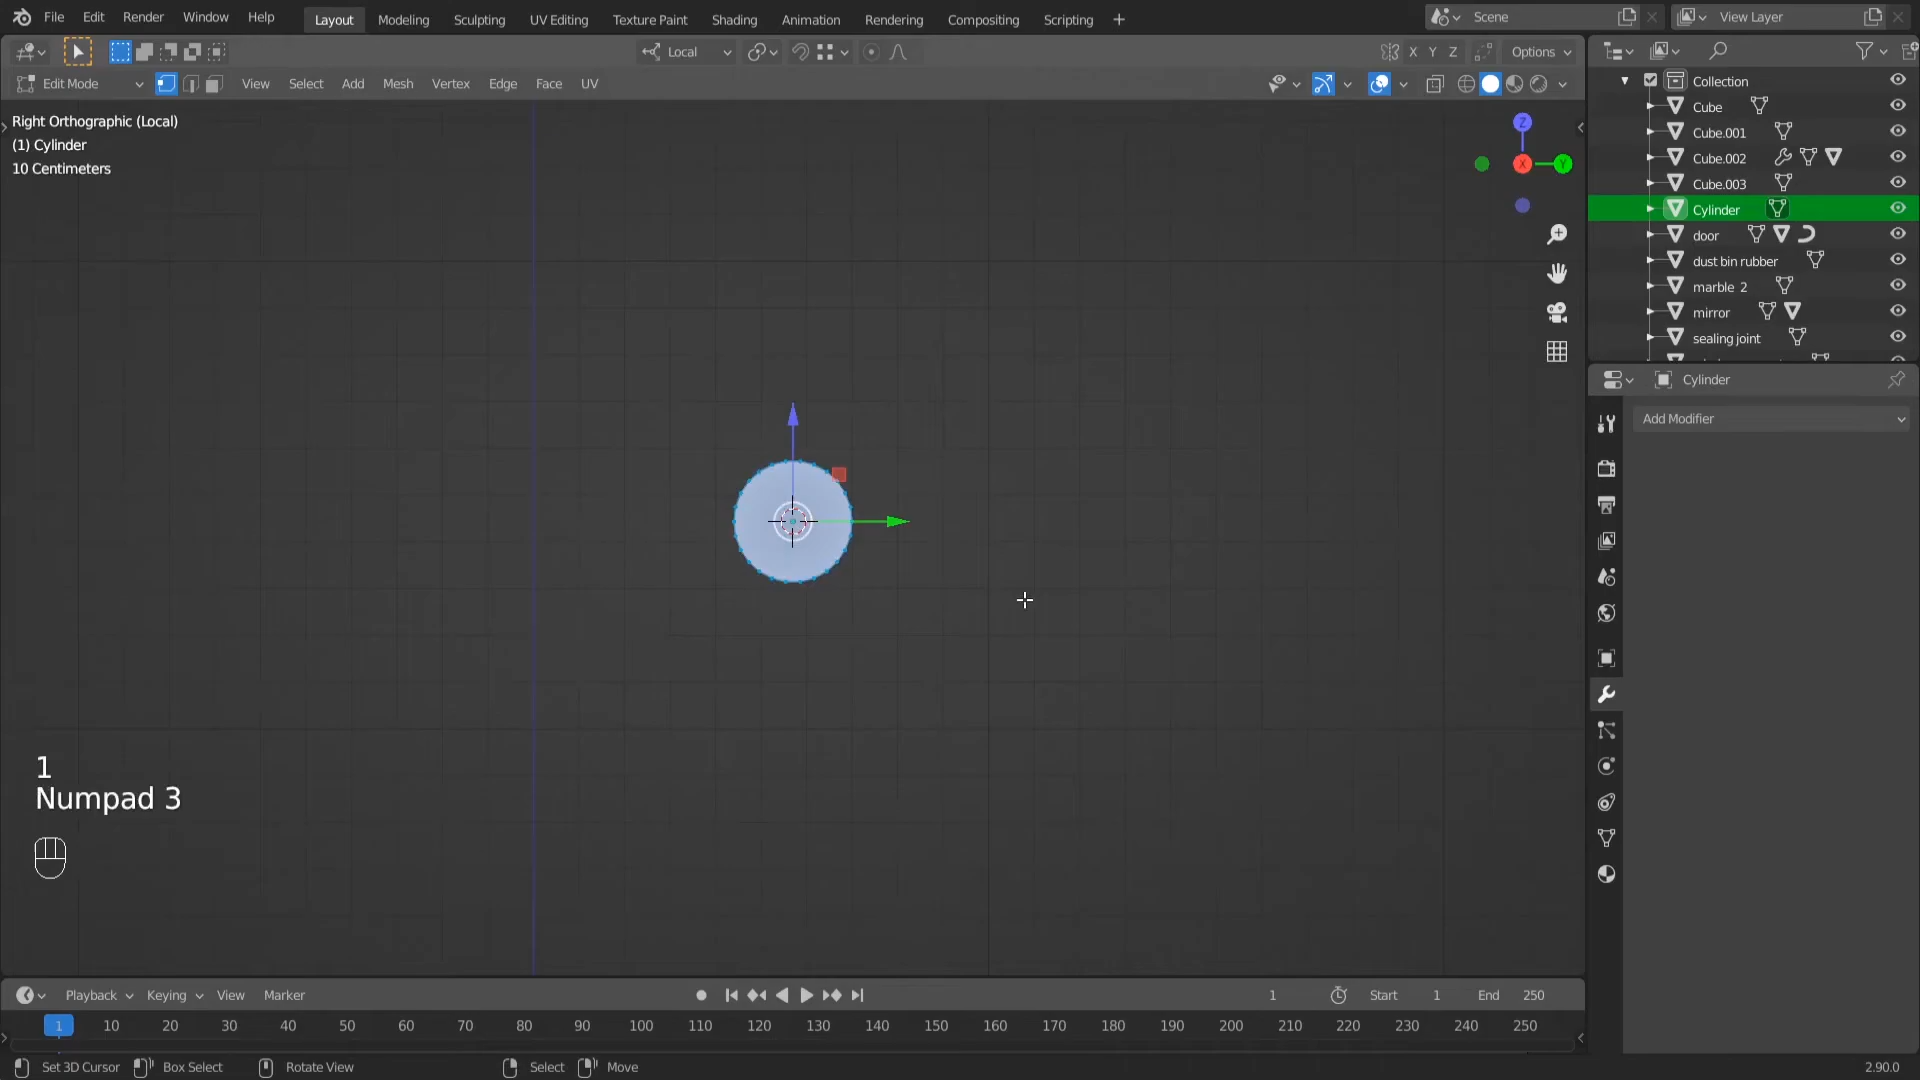 File Edit Render Window Help Layout Modeling Sculpting UV Editing Texture Paint Shading Animation Rendering Compositing Scripting + Scene View Layer
Local X Y Z Options
Edit Mode View Select Add Mesh Vertex Edge Face UV
Right Orthographic (Local)
(1) Cylinder
10 Centimeters
Z
X
Y
Collection
Cube
Cube.001
Cube.002
Cube.003
Cylinder
door
dust bin rubber
marble 2
mirror
sealing joint
Cylinder
Add Modifier
1
Numpad 3
Playback Keying View Marker 1 Start 1 End 250
1 10 20 30 40 50 60 70 80 90 100 110 120 130 140 150 160 170 180 190 200 210 220 230 240 250
Set 3D Cursor Box Select Rotate View Select Move 2.90.0